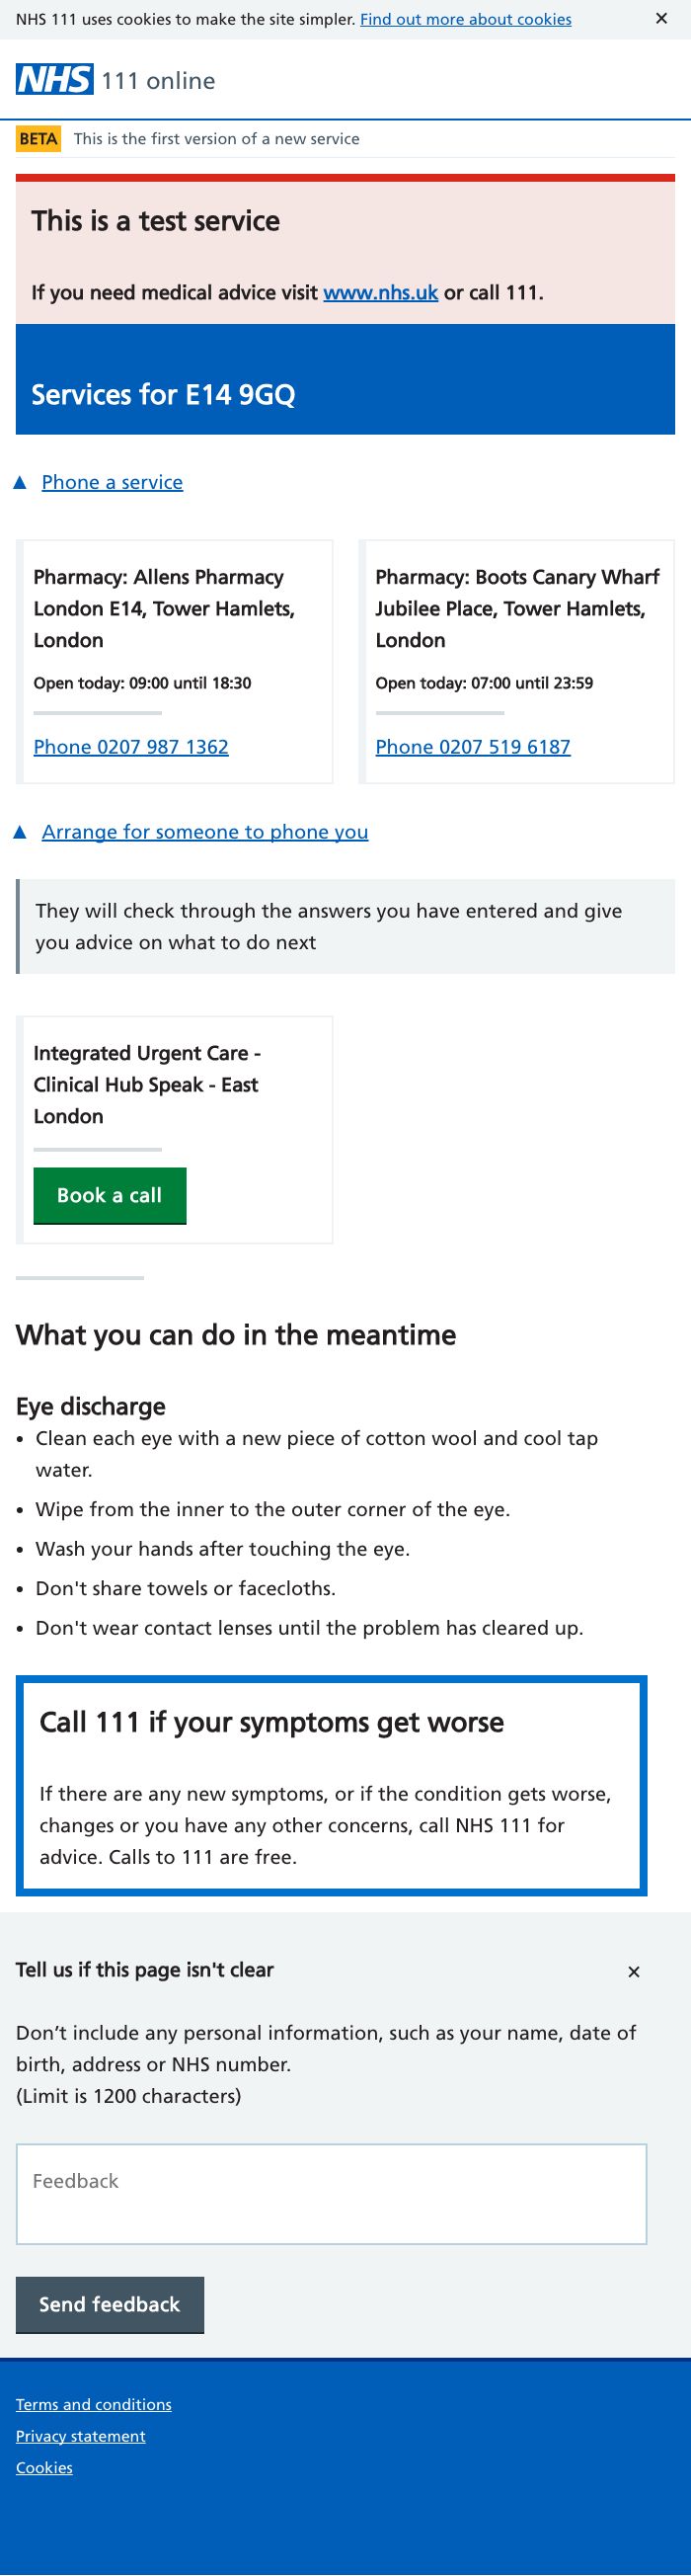 NHS 111 uses cookies to make the site simpler. Find out more about cookies ✕
NHS 111 online
BETA This is the first version of a new service
This is a test service
If you need medical advice visit www.nhs.uk or call 111.
Services for E14 9GQ
▲ Phone a service
Pharmacy: Allens Pharmacy
London E14, Tower Hamlets,
London
Open today: 09:00 until 18:30
Phone 0207 987 1362
Pharmacy: Boots Canary Wharf
Jubilee Place, Tower Hamlets,
London
Open today: 07:00 until 23:59
Phone 0207 519 6187
▲ Arrange for someone to phone you
They will check through the answers you have entered and give
you advice on what to do next
Integrated Urgent Care -
Clinical Hub Speak - East
London
Book a call
What you can do in the meantime
Eye discharge
• Clean each eye with a new piece of cotton wool and cool tap
water.
• Wipe from the inner to the outer corner of the eye.
• Wash your hands after touching the eye.
• Don't share towels or facecloths.
• Don't wear contact lenses until the problem has cleared up.
Call 111 if your symptoms get worse
If there are any new symptoms, or if the condition gets worse,
changes or you have any other concerns, call NHS 111 for
advice. Calls to 111 are free.
Tell us if this page isn't clear ✕
Don’t include any personal information, such as your name, date of
birth, address or NHS number.
(Limit is 1200 characters)
Feedback
Send feedback
Terms and conditions
Privacy statement
Cookies